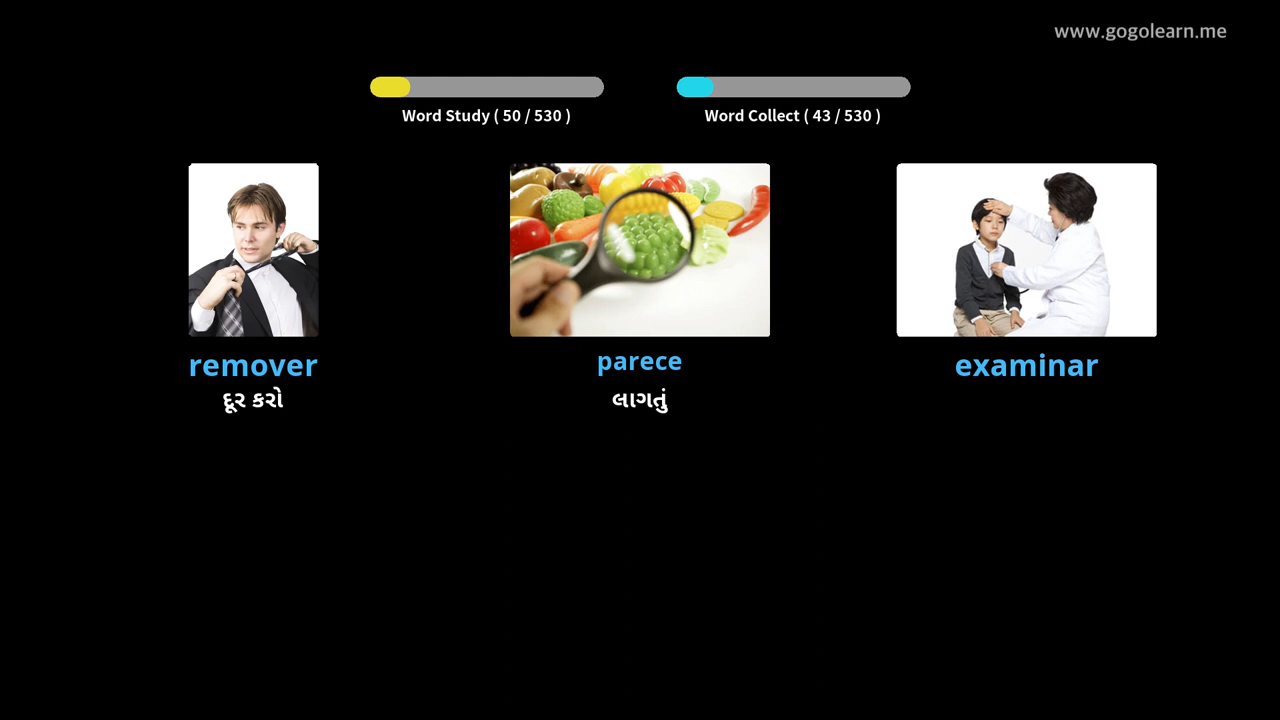 www.gogolearn.me
Word Study ( 50 / 530 )
Word Collect ( 43 / 530 )
remover
દૂર કરો
parece
લાગતું
examinar